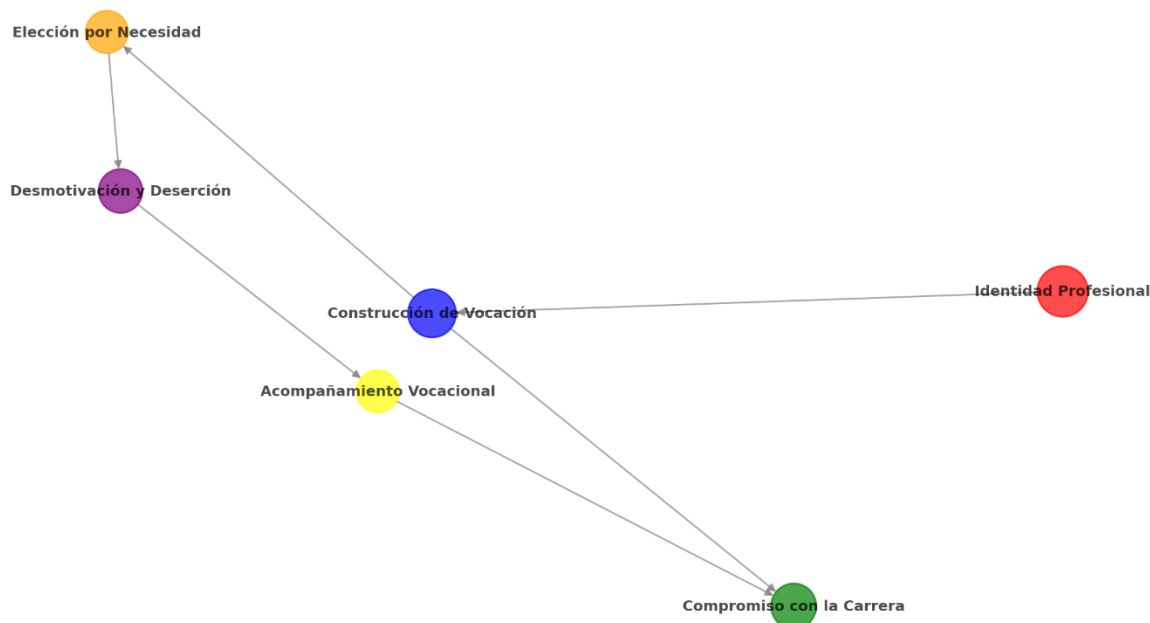 Elección por Necesidad
Desmotivación y Deserción
Identidad Profesional
Construcción de Vocación
Acompañamiento Vocacional
Compromiso con la Carrera